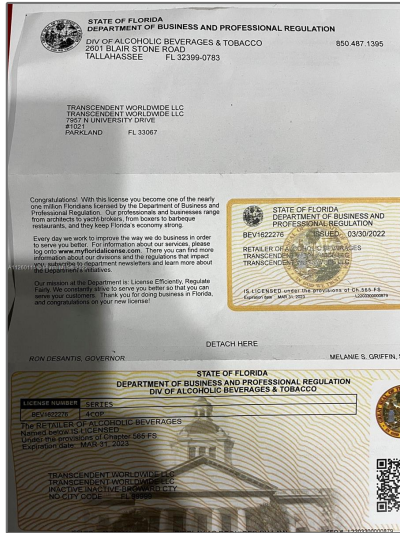 STATE OF FLORIDA
DEPARTMENT OF BUSINESS AND PROFESSIONAL REGULATION
DIV OF ALCOHOLIC BEVERAGES & TOBACCO
2601 BLAIR STONE ROAD
TALLAHASSEE FL 32399-0783
850.487.1395
TRANSCENDENT WORLDWIDE LLC
TRANSCENDENT WORLDWIDE LLC
7957 N UNIVERSITY DRIVE
#1021
PARKLAND FL 33067
Congratulations! With this license you become one of the nearly
one million Floridians licensed by the Department of Business and
Professional Regulation. Our professionals and businesses range
from architects to yacht brokers, from boxers to barbeque
restaurants, and they keep Florida's economy strong.
Every day we work to improve the way we do business in order
to serve you better. For information about our services, please
log onto www.myfloridalicense.com. There you can find more
information about our divisions and the regulations that impact
you, subscribe to department newsletters and learn more about
the Department's initiatives.
Our mission at the Department is: License Efficiently, Regulate
Fairly. We constantly strive to serve you better so that you can
serve your customers. Thank you for doing business in Florida,
and congratulations on your new license!
STATE OF FLORIDA
DEPARTMENT OF BUSINESS AND
PROFESSIONAL REGULATION
BEV1622276 ISSUED 03/30/2022
RETAILER OF ALCOHOLIC BEVERAGES
TRANSCENDENT
TRANSCENDENT
IS LICENSED under the provisions of Ch.565 FS.
Expiration date MAR 31, 2023
DETACH HERE
RON DESANTIS, GOVERNOR
MELANIE S. GRIFFIN,
STATE OF FLORIDA
DEPARTMENT OF BUSINESS AND PROFESSIONAL REGULATION
DIV OF ALCOHOLIC BEVERAGES & TOBACCO
LICENSE NUMBER SERIES
BEV1622276 4COP
The RETAILER OF ALCOHOLIC BEVERAGES
Named below IS LICENSED
Under the provisions of Chapter 565 FS.
Expiration date: MAR 31, 2023
TRANSCENDENT WORLDWIDE LLC
TRANSCENDENT WORLDWIDE LLC
INACTIVE INACTIVE BROWARD CTY
NO CITY CODE FL